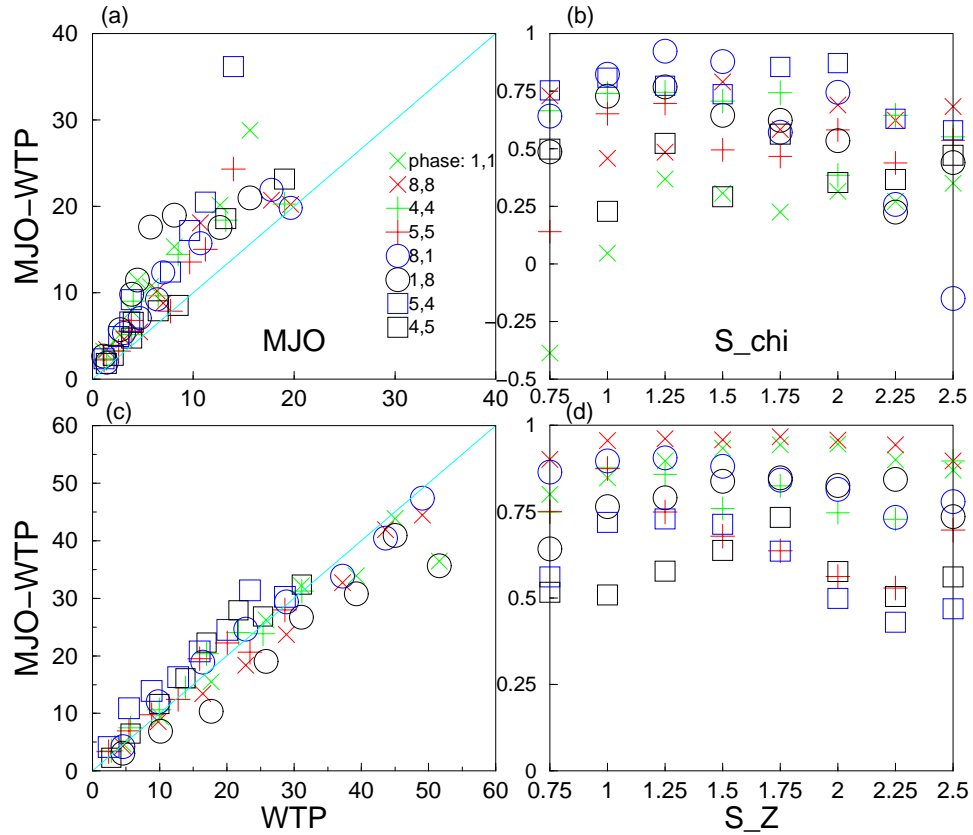 (a)
(b)
40
30
20
10
0
MJO−WTP
phase: 1,1
8,8
4,4
5,5
8,1
1,8
5,4
4,5
MJO
0 10 20 30 40
1
0.75
0.5
0.25
0
−0.25
−0.5
S_chi
0.75 1 1.25 1.5 1.75 2 2.25 2.5
(c)
(d)
60
50
40
30
20
10
0
MJO−WTP
0 10 20 30 40 50 60
WTP
1
0.75
0.5
0.25
0
0.75 1 1.25 1.5 1.75 2 2.25 2.5
S_Z